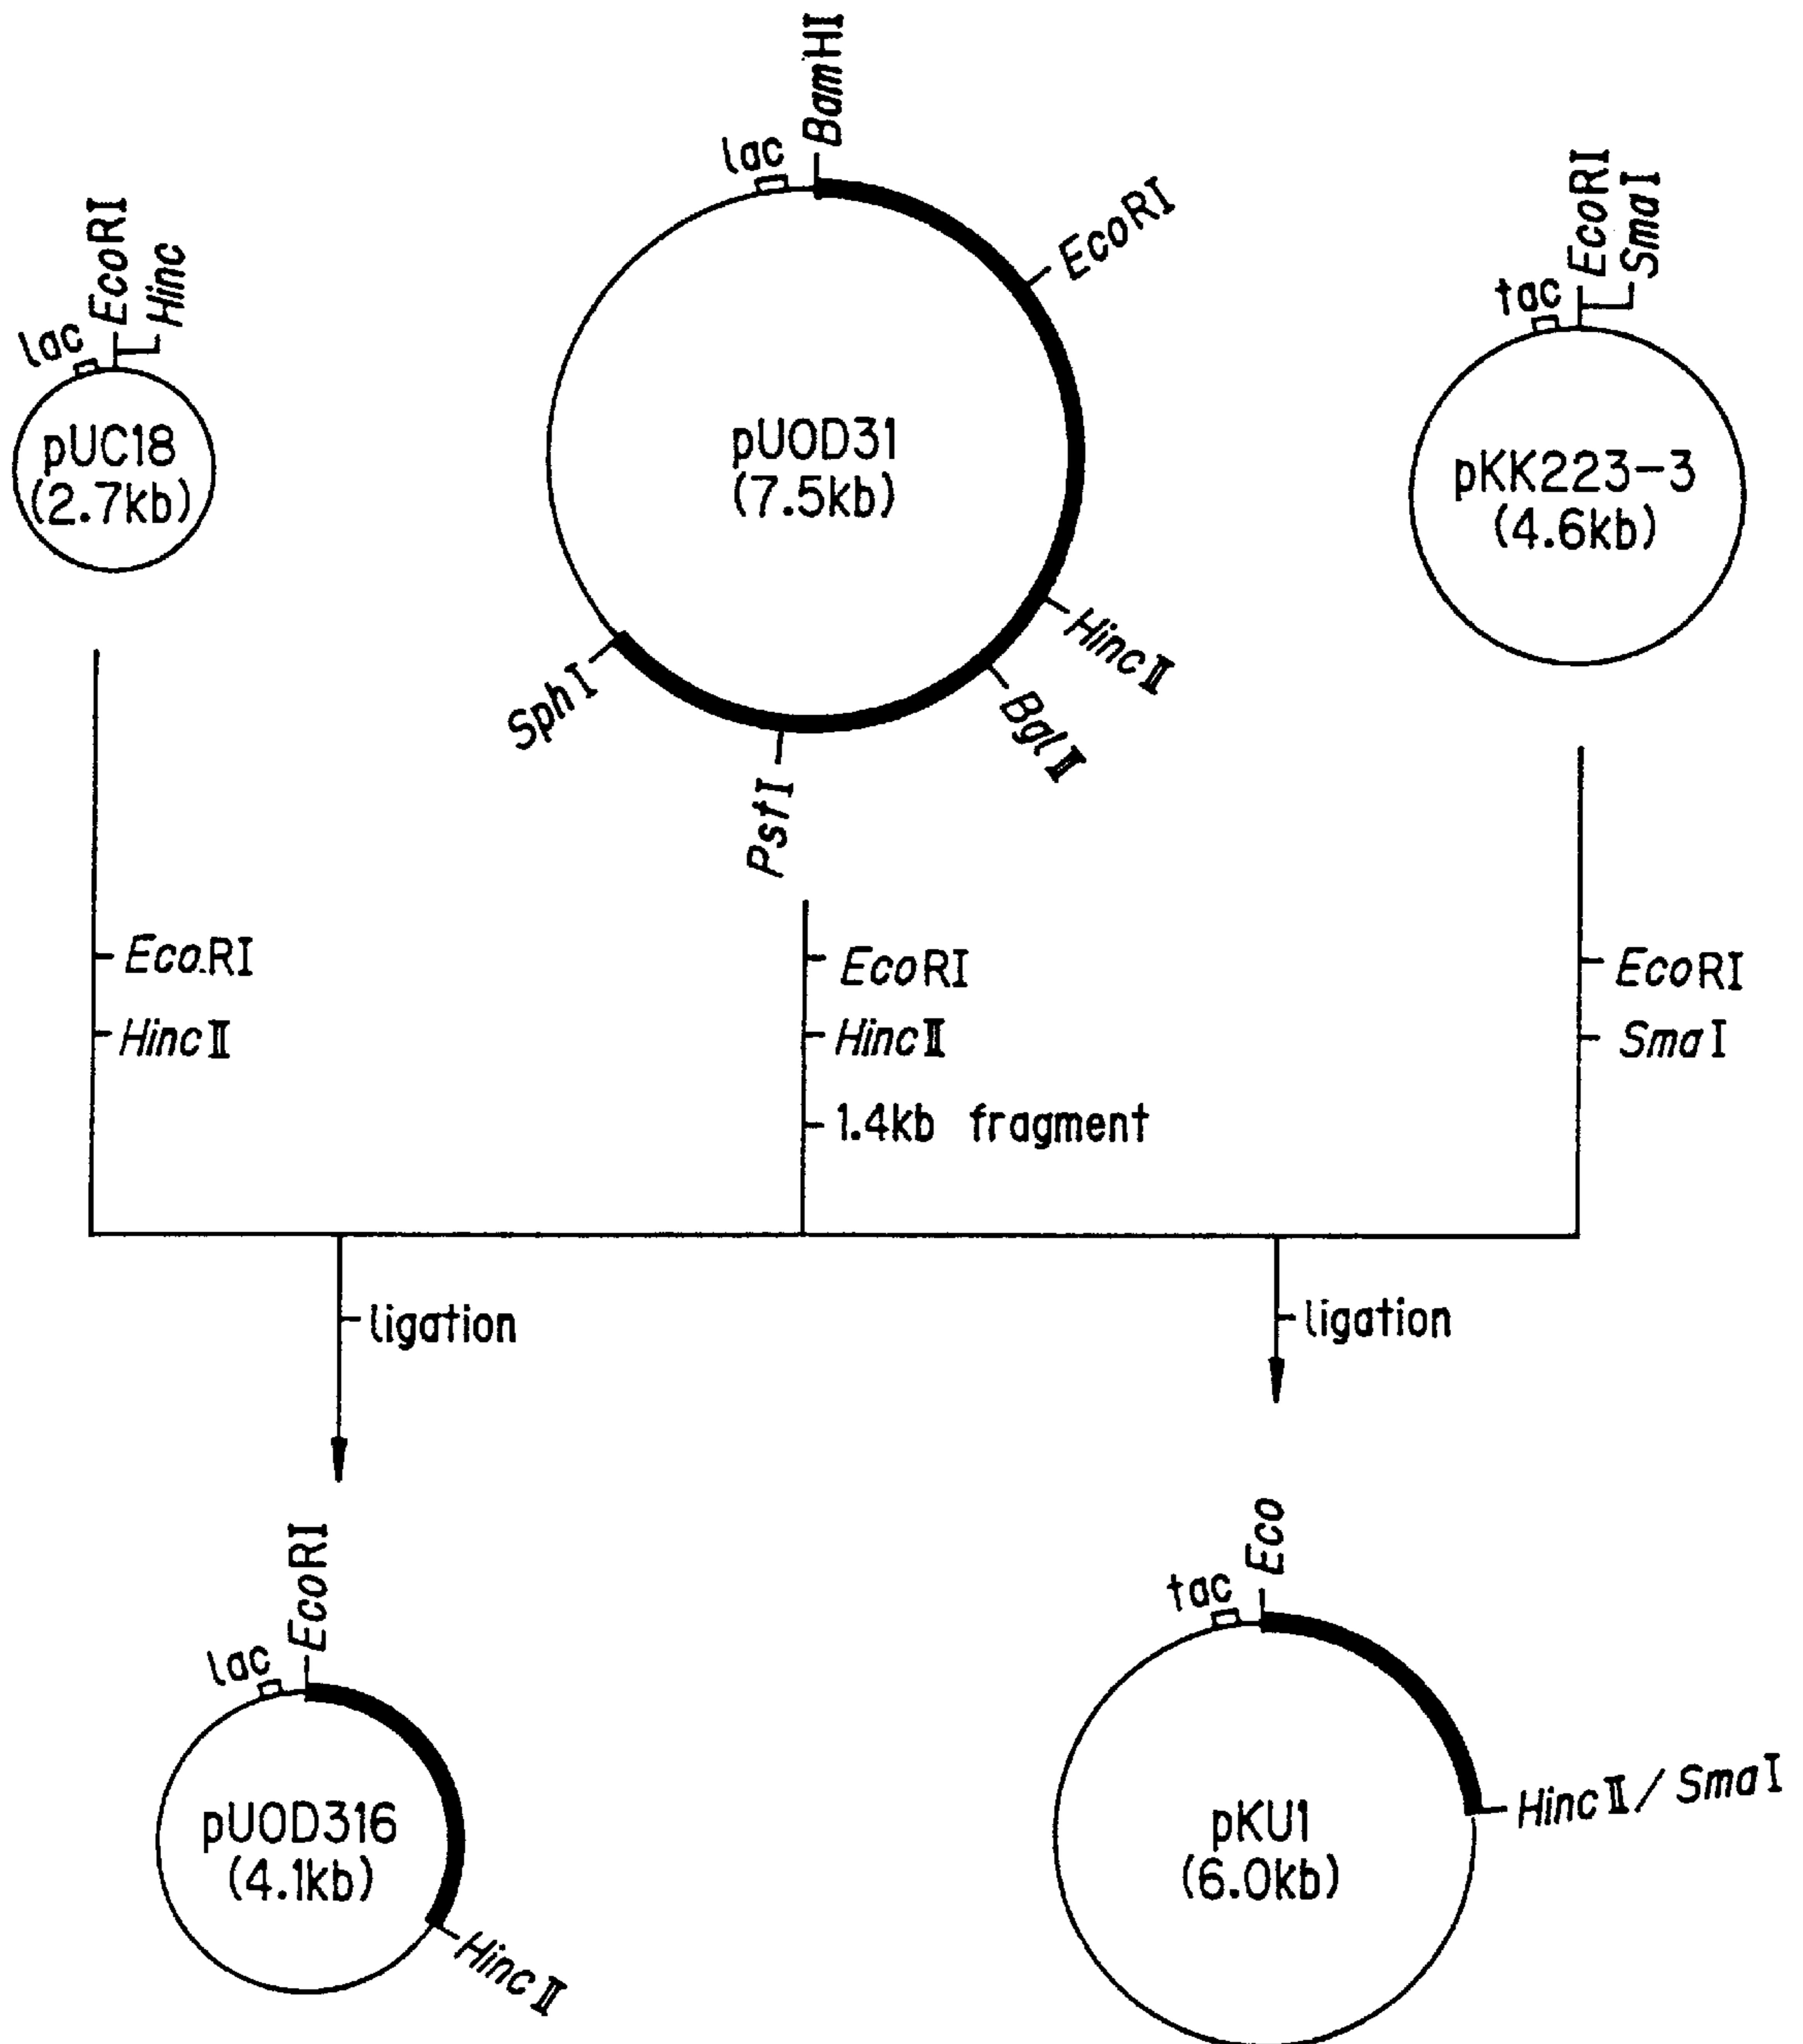 BamHI
lac
EcoRI
EcoRI
SmaI
EcoRI
Hinc
tac
lac
pUC18
(2.7kb)
pUOD31
(7.5kb)
pKK223-3
(4.6kb)
HincII
BglII
SphI
PstI
EcoRI
HincII
EcoRI
HincII
1.4kb fragment
EcoRI
SmaI
ligation
ligation
EcoRI
lac
Eco
tac
pUOD316
(4.1kb)
HincII
pKU1
(6.0kb)
HincII/SmaI